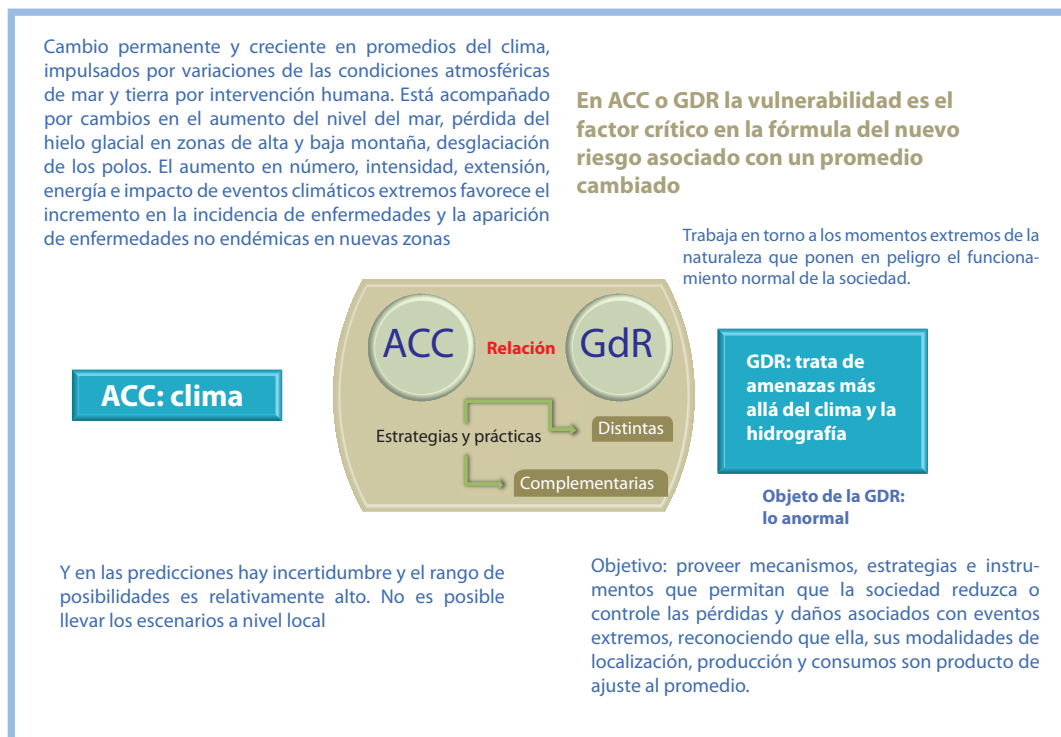 Cambio permanente y creciente en promedios del clima,
impulsados por variaciones de las condiciones atmosféricas
de mar y tierra por intervención humana. Está acompañado
por cambios en el aumento del nivel del mar, pérdida del
hielo glacial en zonas de alta y baja montaña, desglaciación
de los polos. El aumento en número, intensidad, extensión,
energía e impacto de eventos climáticos extremos favorece el
incremento en la incidencia de enfermedades y la aparición
de enfermedades no endémicas en nuevas zonas
En ACC o GDR la vulnerabilidad es el
factor crítico en la fórmula del nuevo
riesgo asociado con un promedio
cambiado
Trabaja en torno a los momentos extremos de la
naturaleza que ponen en peligro el funciona-
miento normal de la sociedad.
ACC: clima
ACC
Relación
GdR
Estrategias y prácticas
Distintas
Complementarias
GDR: trata de
amenazas más
allá del clima y la
hidrografía
Objeto de la GDR:
lo anormal
Y en las predicciones hay incertidumbre y el rango de
posibilidades es relativamente alto. No es posible
llevar los escenarios a nivel local
Objetivo: proveer mecanismos, estrategias e instru-
mentos que permitan que la sociedad reduzca o
controle las pérdidas y daños asociados con eventos
extremos, reconociendo que ella, sus modalidades de
localización, producción y consumos son producto de
ajuste al promedio.